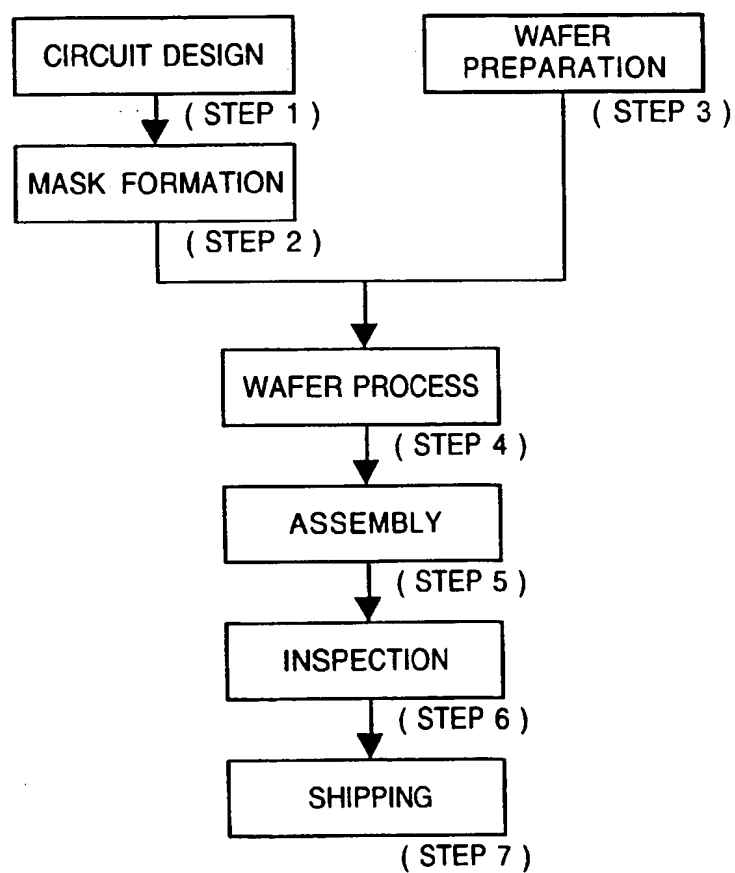 CIRCUIT DESIGN
( STEP 1 )
MASK FORMATION
( STEP 2 )
WAFER
PREPARATION
( STEP 3 )
WAFER PROCESS
( STEP 4 )
ASSEMBLY
( STEP 5 )
INSPECTION
( STEP 6 )
SHIPPING
( STEP 7 )